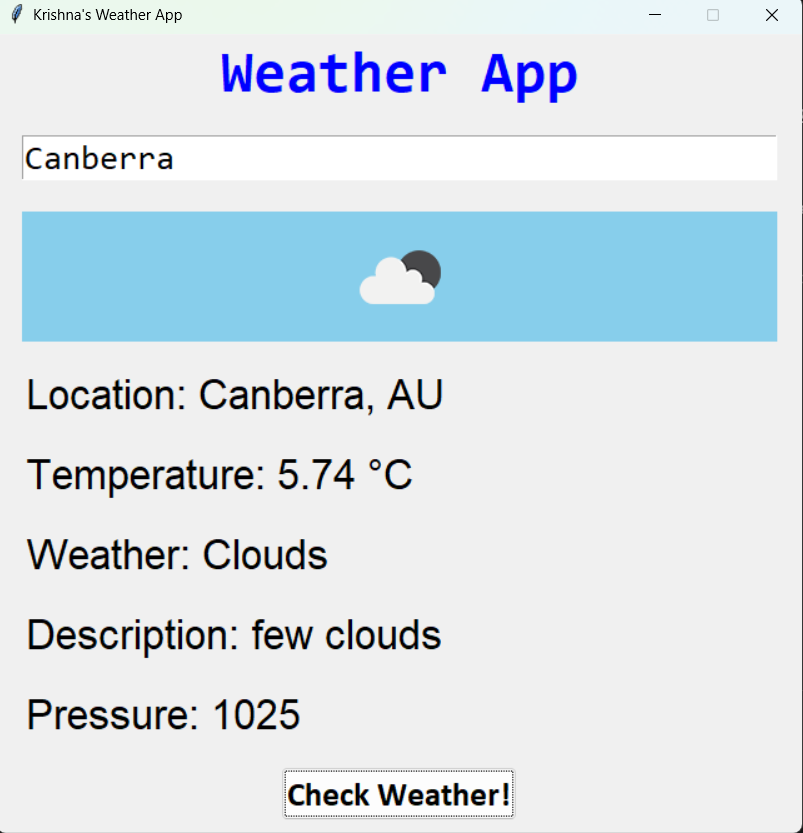 Krishna's Weather App
Weather App
Canberra
Location: Canberra, AU
Temperature: 5.74 °C
Weather: Clouds
Description: few clouds
Pressure: 1025
Check Weather!